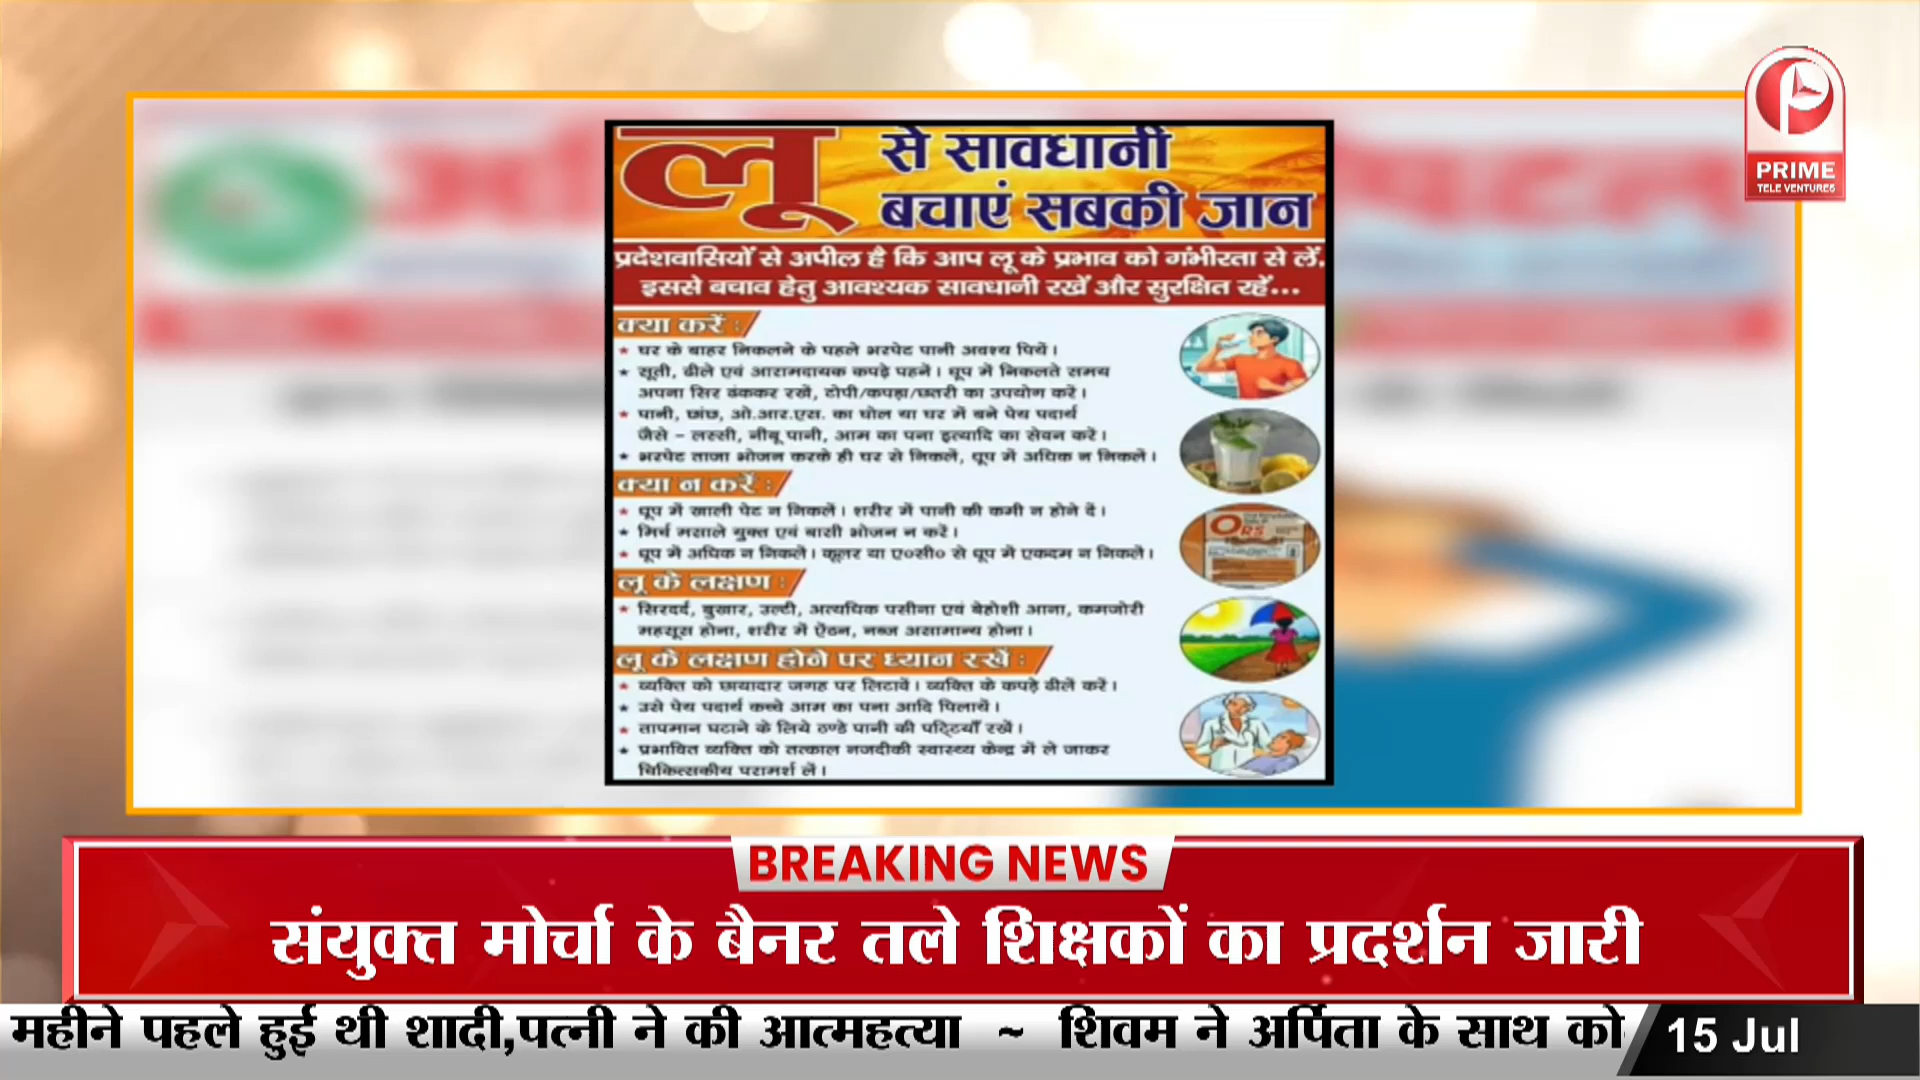 PRIME
TELE VENTURES
लू से सावधानी
बचाएं सबकी जान
प्रदेशवासियों से अपील है कि आप लू के प्रभाव को गंभीरता से लें,
इससे बचाव हेतु आवश्यक सावधानी रखें और सुरक्षित रहें...
क्या करें :
★ घर के बाहर निकलने के पहले भरपेट पानी अवश्य पियें।
★ सूती, ढीले एवं आरामदायक कपड़े पहनें। धूप में निकलते समय
अपना सिर ढंककर रखें, टोपी/कपड़ा/छतरी का उपयोग करें।
★ पानी, छांछ, ओ.आर.एस. का घोल या घर में बने पेय पदार्थ
जैसे - लस्सी, नीबू पानी, आम का पना इत्यादि का सेवन करें।
★ भरपेट ताजा भोजन करके ही घर से निकलें, धूप में अधिक न निकलें।
क्या न करें :
★ धूप में खाली पेट न निकलें। शरीर में पानी की कमी न होने दें।
★ मिर्च मसाले युक्त एवं बासी भोजन न करें।
★ धूप में अधिक न निकलें। कूलर या ए०सी० से धूप में एकदम न निकलें।
ORS
लू के लक्षण :
★ सिरदर्द, बुखार, उल्टी, अत्यधिक पसीना एवं बेहोशी आना, कमजोरी
महसूस होना, शरीर में ऐंठन, नब्ज असामान्य होना।
लू के लक्षण होने पर ध्यान रखें :
★ व्यक्ति को छायादार जगह पर लिटावें। व्यक्ति के कपड़े ढीलें करें।
★ उसे पेय पदार्थ कच्चे आम का पना आदि पिलायें।
★ तापमान घटाने के लिये ठण्डे पानी की पट्टियाँ रखें।
★ प्रभावित व्यक्ति को तत्काल नजदीकी स्वास्थ्य केन्द्र में ले जाकर
चिकित्सकीय परामर्श लें।
BREAKING NEWS
संयुक्त मोर्चा के बैनर तले शिक्षकों का प्रदर्शन जारी
महीने पहले हुई थी शादी,पत्नी ने की आत्महत्या ~ शिवम ने अर्पिता के साथ को
15 Jul